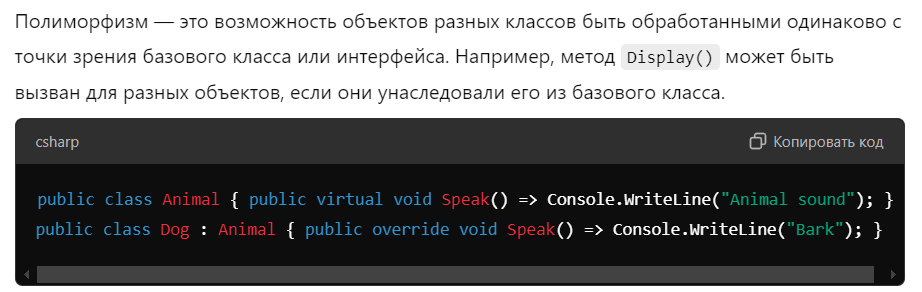 Полиморфизм — это возможность объектов разных классов быть обработанными одинаково с
точки зрения базового класса или интерфейса. Например, метод Display() может быть
вызван для разных объектов, если они унаследовали его из базового класса.
csharp Копировать код
public class Animal { public virtual void Speak() => Console.WriteLine("Animal sound"); }
public class Dog : Animal { public override void Speak() => Console.WriteLine("Bark"); }